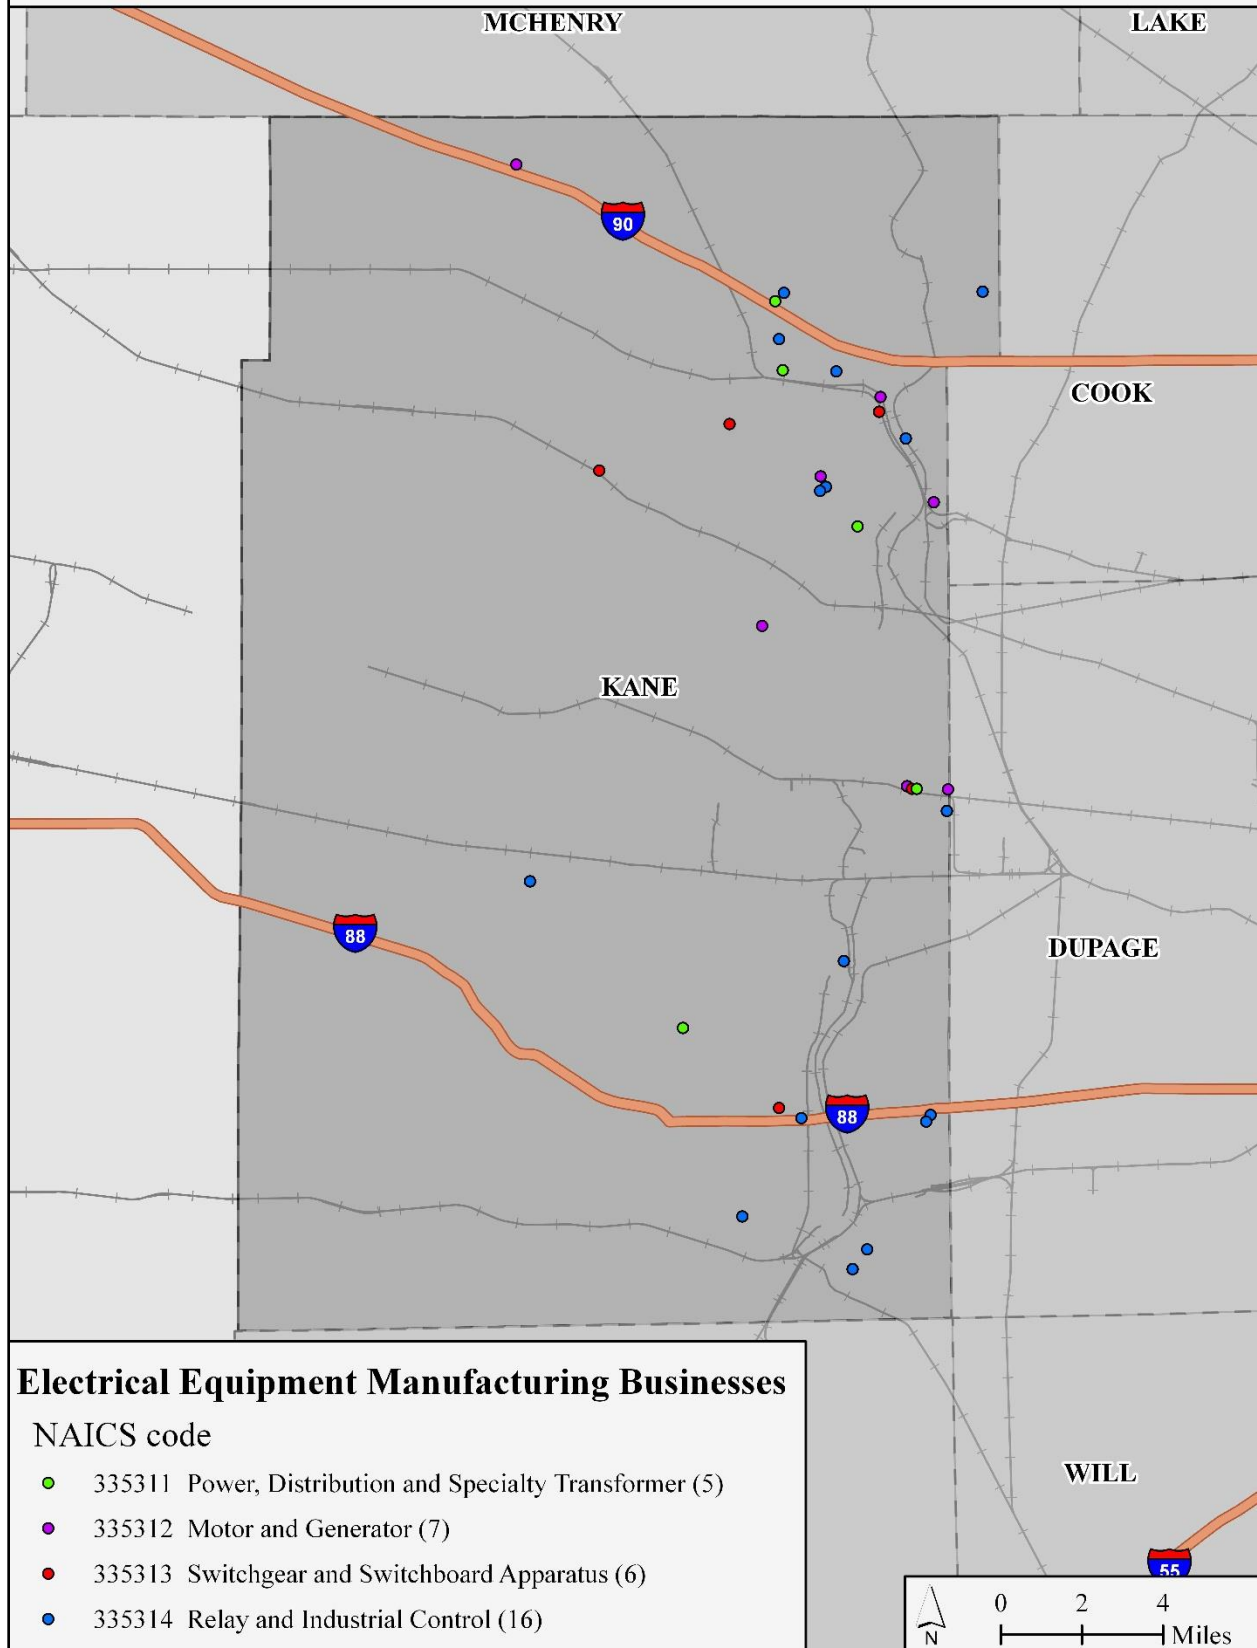 MCHENRY
LAKE
90
COOK
KANE
88
DUPAGE
88
Electrical Equipment Manufacturing Businesses
NAICS code
335311 Power, Distribution and Specialty Transformer (5)
335312 Motor and Generator (7)
335313 Switchgear and Switchboard Apparatus (6)
335314 Relay and Industrial Control (16)
WILL
55
N
0 2 4
Miles